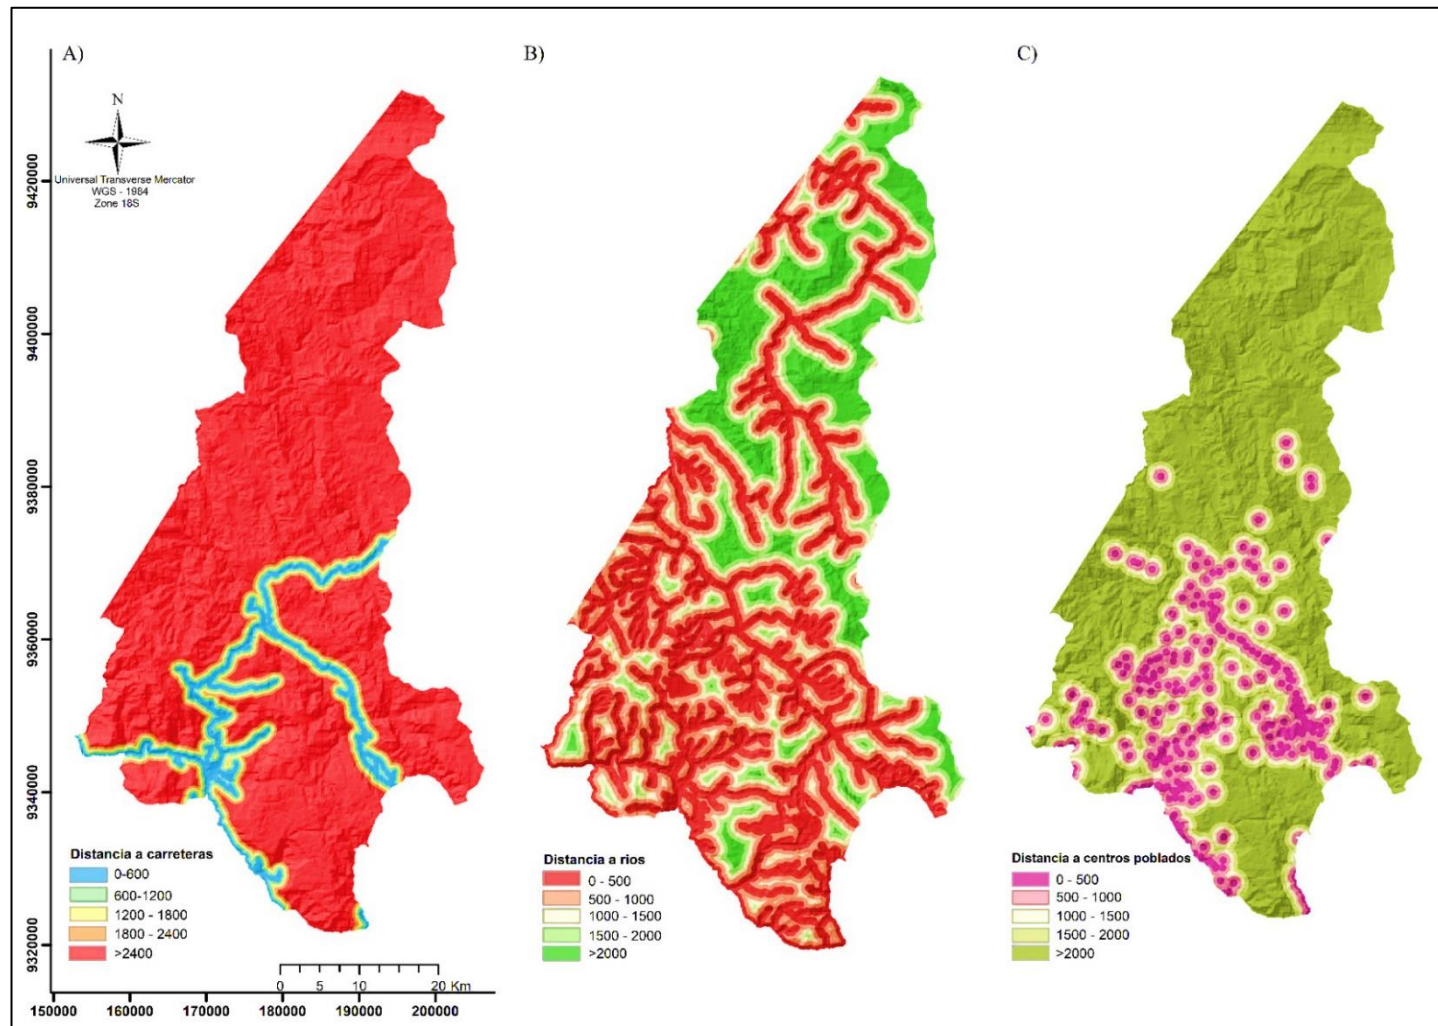 A)
B)
C)
N
Universal Transverse Mercator
WGS - 1984
Zone 18S
9420000
9400000
9380000
9360000
9340000
9320000
Distancia a carreteras
0-600
600-1200
1200 - 1800
1800 - 2400
>2400
0 5 10 20 Km
150000 160000 170000 180000 190000 200000
Distancia a rios
0 - 500
500 - 1000
1000 - 1500
1500 - 2000
>2000
Distancia a centros poblados
0 - 500
500 - 1000
1000 - 1500
1500 - 2000
>2000